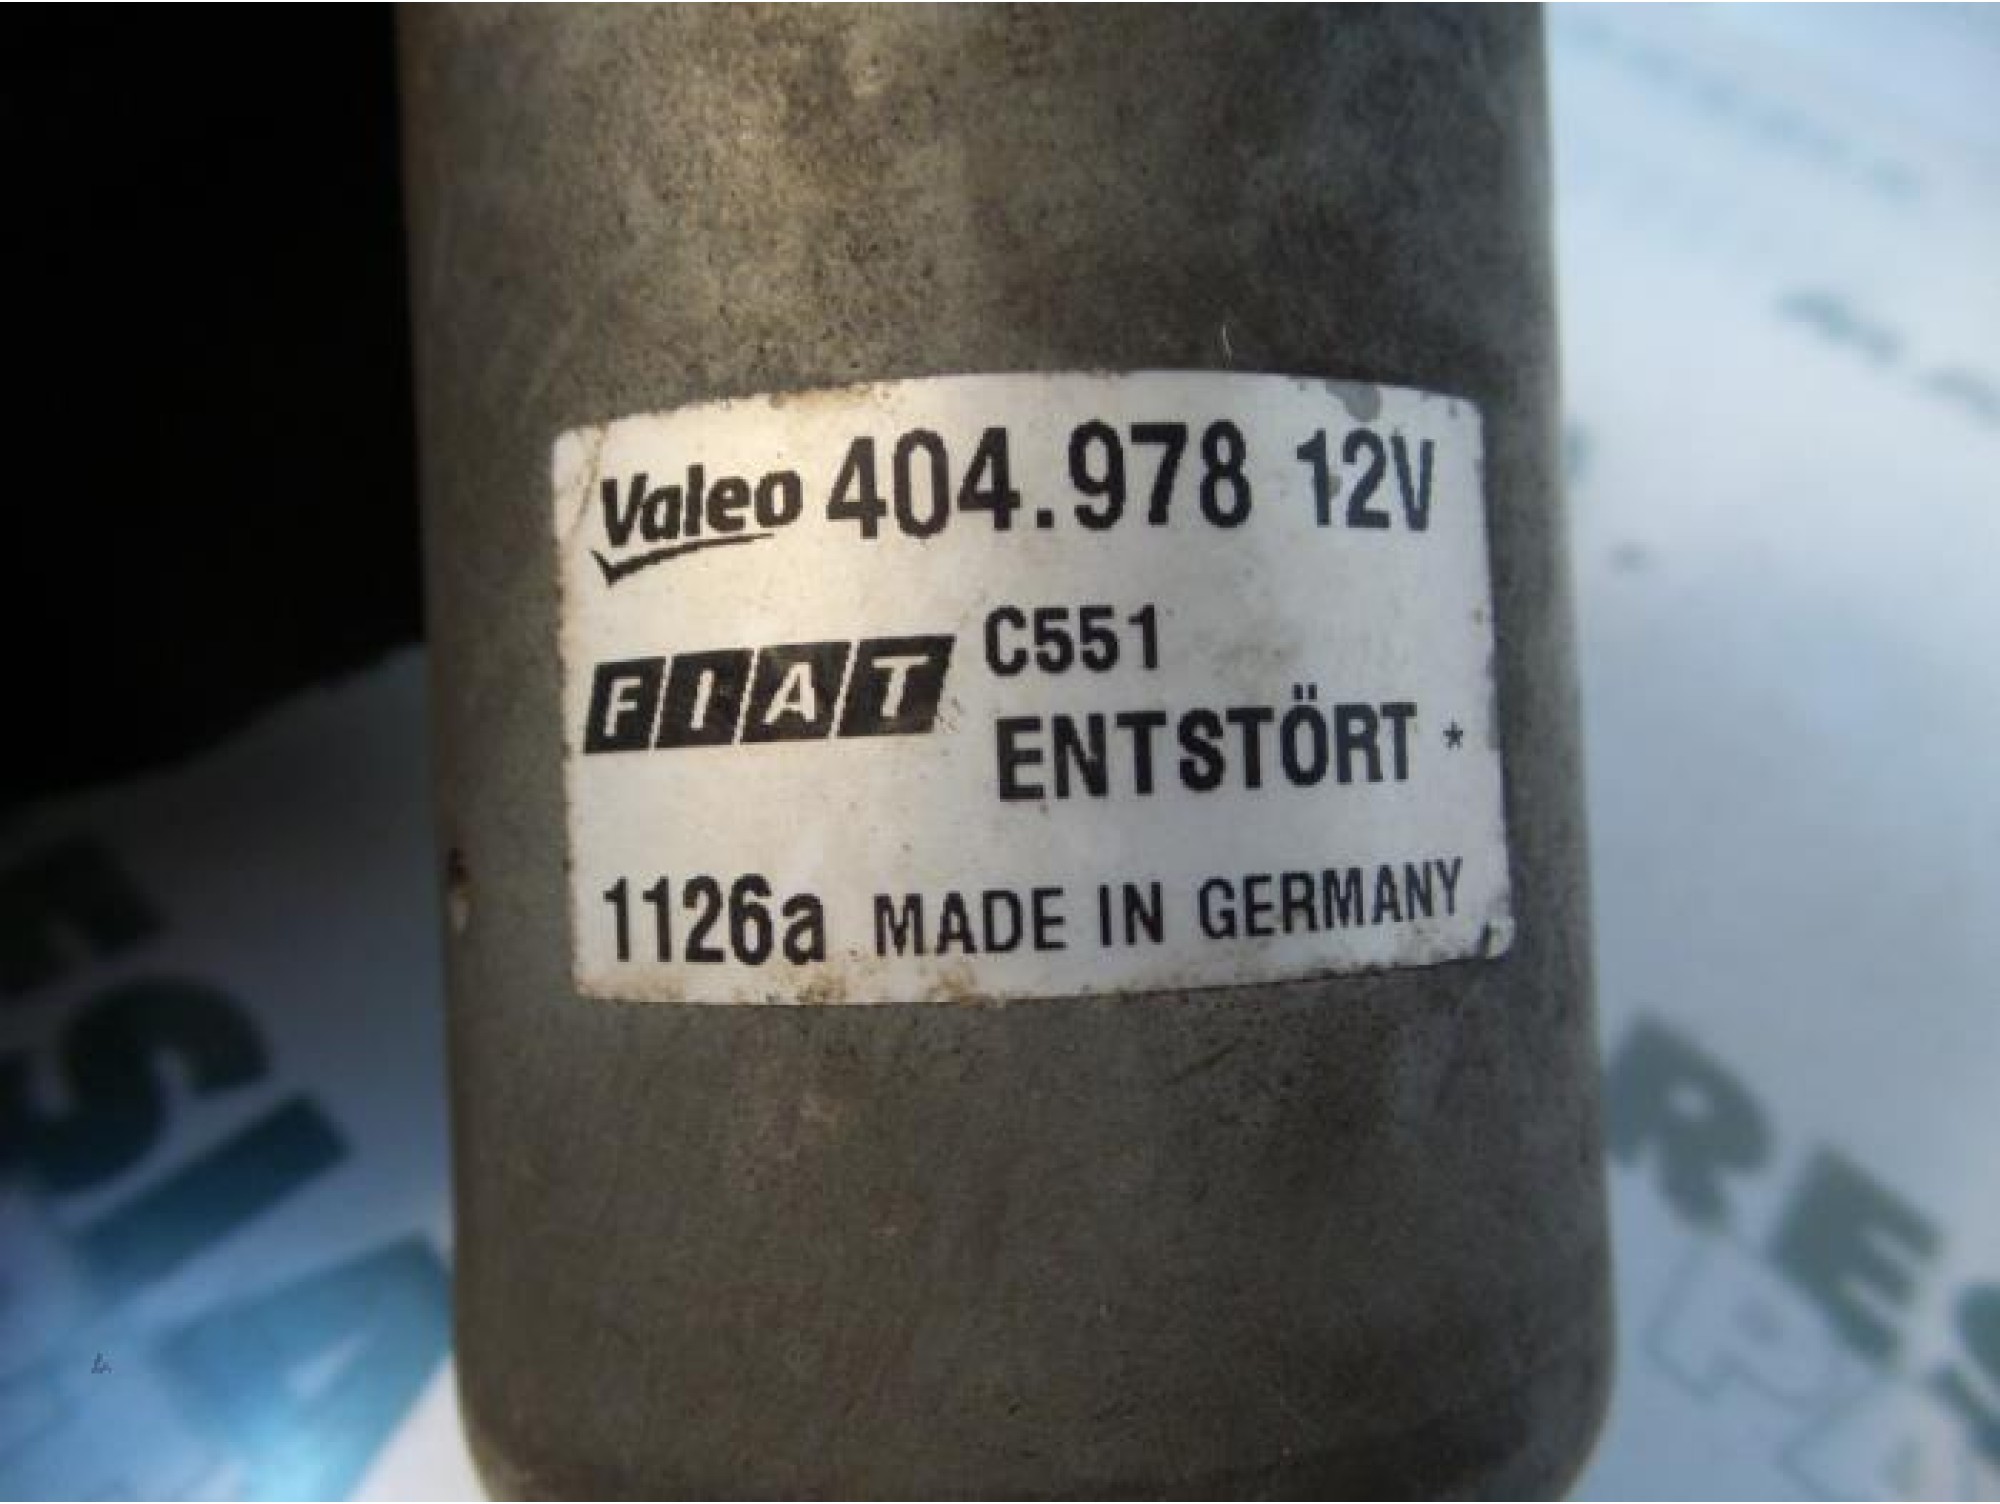 Valeo 404.978 12V
FIAT C551
ENTSTÖRT *
1126a MADE IN GERMANY